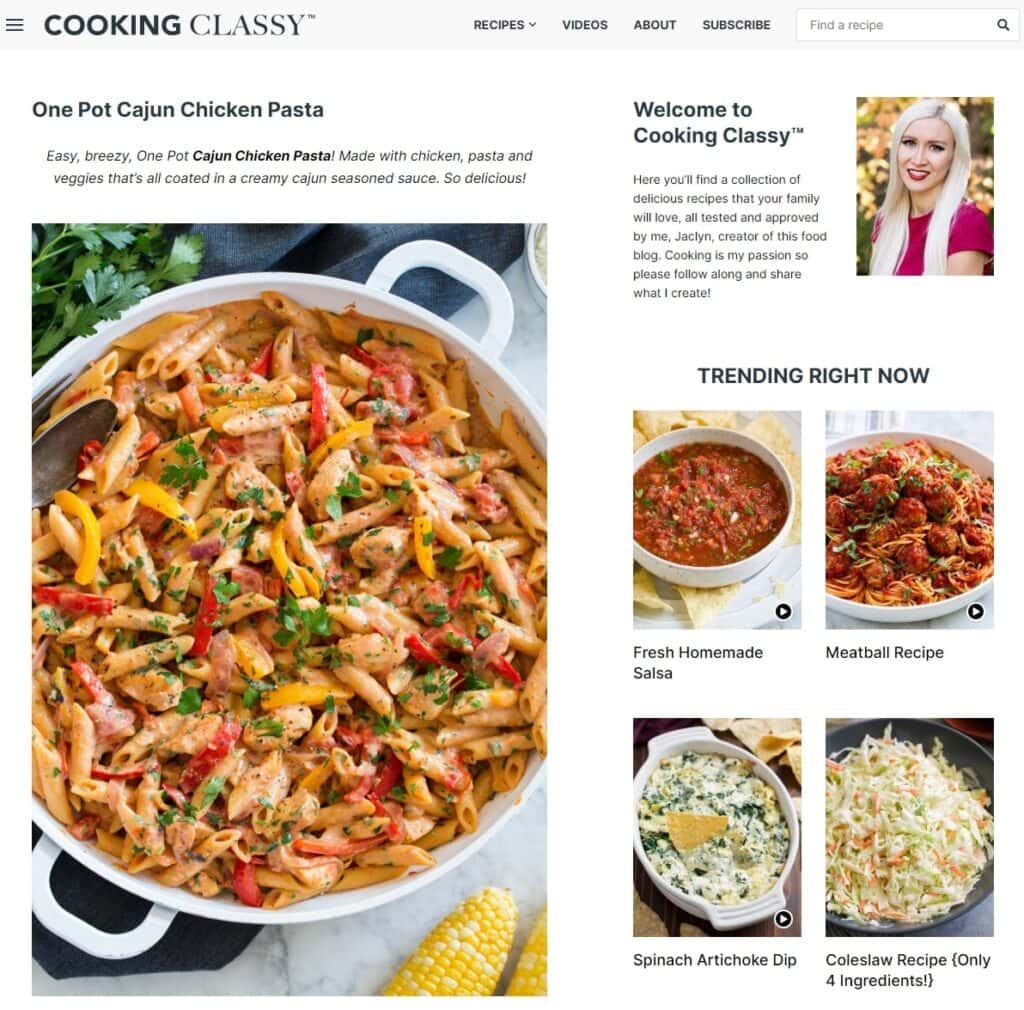 COOKING CLASSY™
RECIPES
VIDEOS
ABOUT
SUBSCRIBE
Find a recipe
One Pot Cajun Chicken Pasta
Easy, breezy, One Pot Cajun Chicken Pasta! Made with chicken, pasta and
veggies that's all coated in a creamy cajun seasoned sauce. So delicious!
Welcome to
Cooking Classy™
Here you'll find a collection of
delicious recipes that your family
will love, all tested and approved
by me, Jaclyn, creator of this food
blog. Cooking is my passion so
please follow along and share
what I create!
TRENDING RIGHT NOW
Fresh Homemade
Salsa
Meatball Recipe
Spinach Artichoke Dip
Coleslaw Recipe {Only
4 Ingredients!}